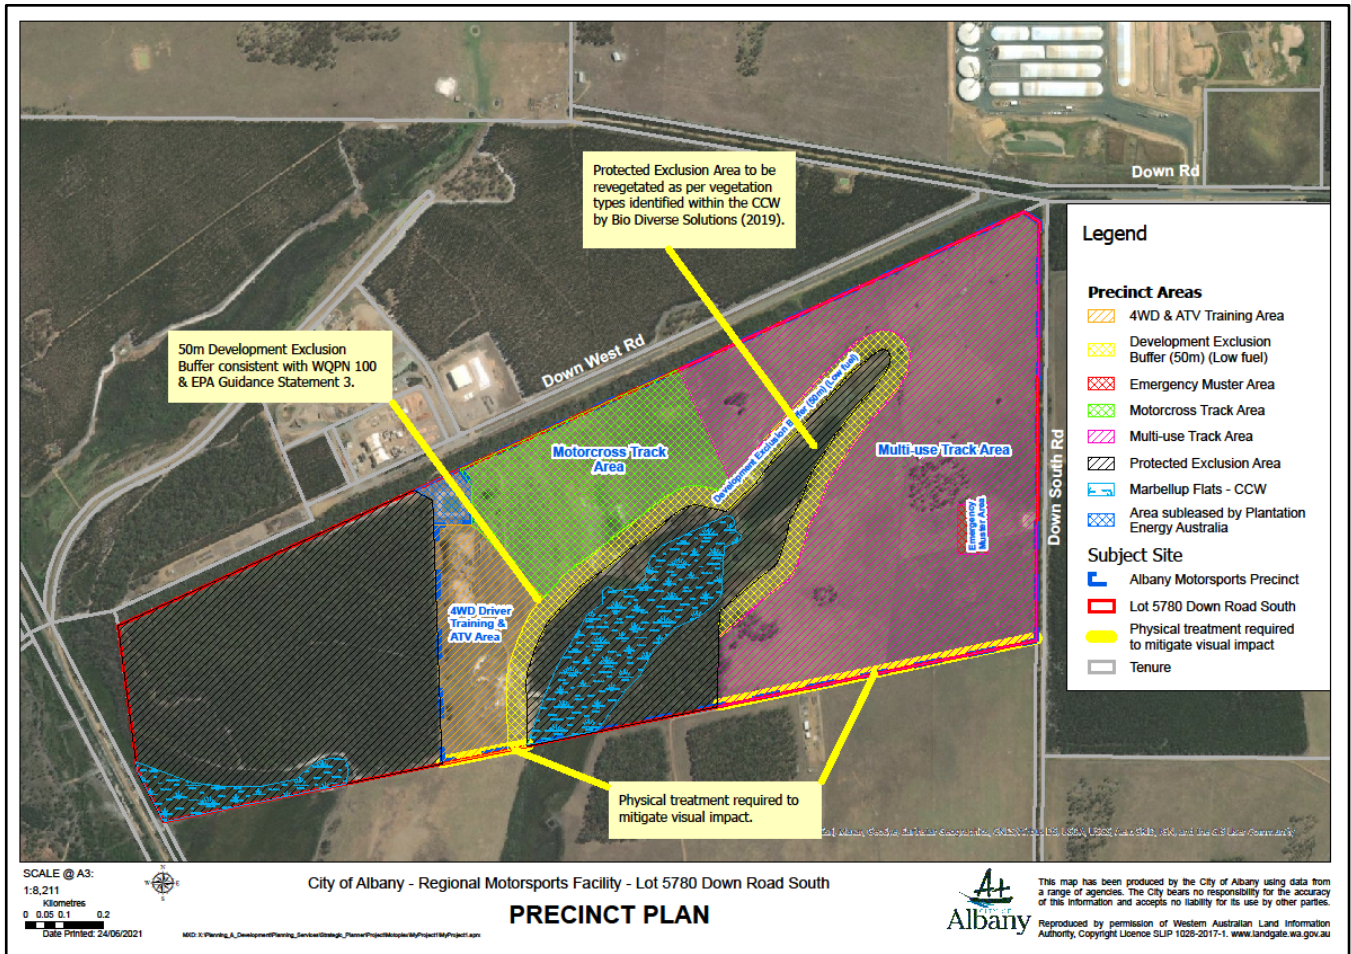 Down Rd
Protected Exclusion Area to be
revegetated as per vegetation
types identified within the CCW
by Bio Diverse Solutions (2019).
50m Development Exclusion
Buffer consistent with WQPN 100
& EPA Guidance Statement 3.
Down West Rd
Development Exclusion Buffer (50m) (Low fuel)
Motorcross Track
Area
Multi-use Track Area
Emergency
Muster Area
Down South Rd
4WD Driver
Training &
ATV Area
Physical treatment required to
mitigate visual impact.
Legend
Precinct Areas
4WD & ATV Training Area
Development Exclusion
Buffer (50m) (Low fuel)
Emergency Muster Area
Motorcross Track Area
Multi-use Track Area
Protected Exclusion Area
Marbellup Flats - CCW
Area subleased by Plantation
Energy Australia
Subject Site
Albany Motorsports Precinct
Lot 5780 Down Road South
Physical treatment required
to mitigate visual impact
Tenure
SCALE @ A3:
1:8,211
Kilometres
0 0.05 0.1 0.2
Date Printed: 24/06/2021
N
W E
S
City of Albany - Regional Motorsports Facility - Lot 5780 Down Road South
PRECINCT PLAN
CITY OF
Albany
This map has been produced by the City of Albany using data from
a range of agencies. The City bears no responsibility for the accuracy
of this information and accepts no liability for its use by other parties.
Reproduced by permission of Western Australian Land Information
Authority, Copyright Licence SLIP 1028-2017-1. www.landgate.wa.gov.au